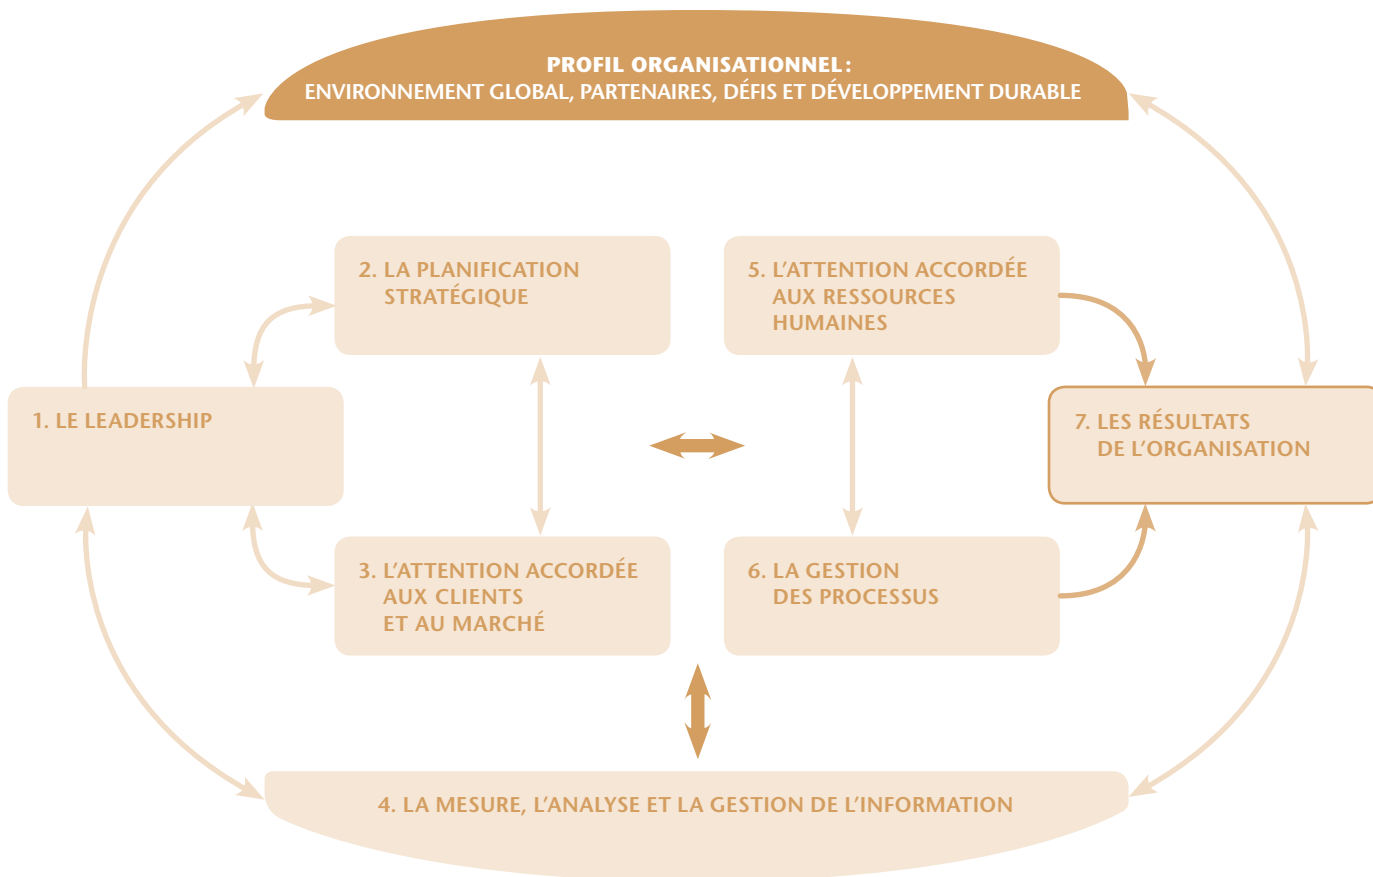 PROFIL ORGANISATIONNEL :
ENVIRONNEMENT GLOBAL, PARTENAIRES, DÉFIS ET DÉVELOPPEMENT DURABLE
2. LA PLANIFICATION
STRATÉGIQUE
5. L’ATTENTION ACCORDÉE
AUX RESSOURCES
HUMAINES
1. LE LEADERSHIP
7. LES RÉSULTATS
DE L’ORGANISATION
3. L’ATTENTION ACCORDÉE
AUX CLIENTS
ET AU MARCHÉ
6. LA GESTION
DES PROCESSUS
4. LA MESURE, L’ANALYSE ET LA GESTION DE L’INFORMATION